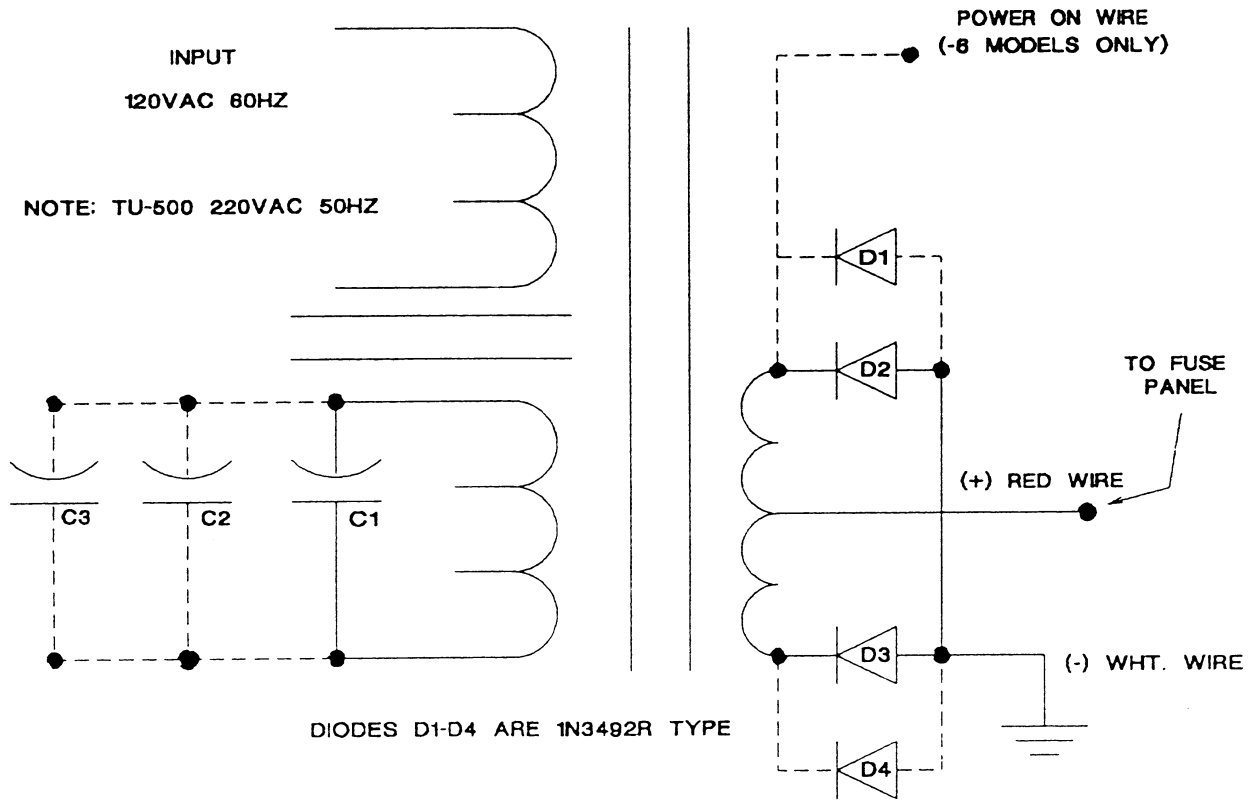 INPUT
120VAC 60HZ
NOTE: TU-500 220VAC 50HZ
POWER ON WIRE
(-6 MODELS ONLY)
D1
D2
TO FUSE
PANEL
(+) RED WIRE
C3
C2
C1
D3
(-) WHT. WIRE
DIODES D1-D4 ARE 1N3492R TYPE
D4